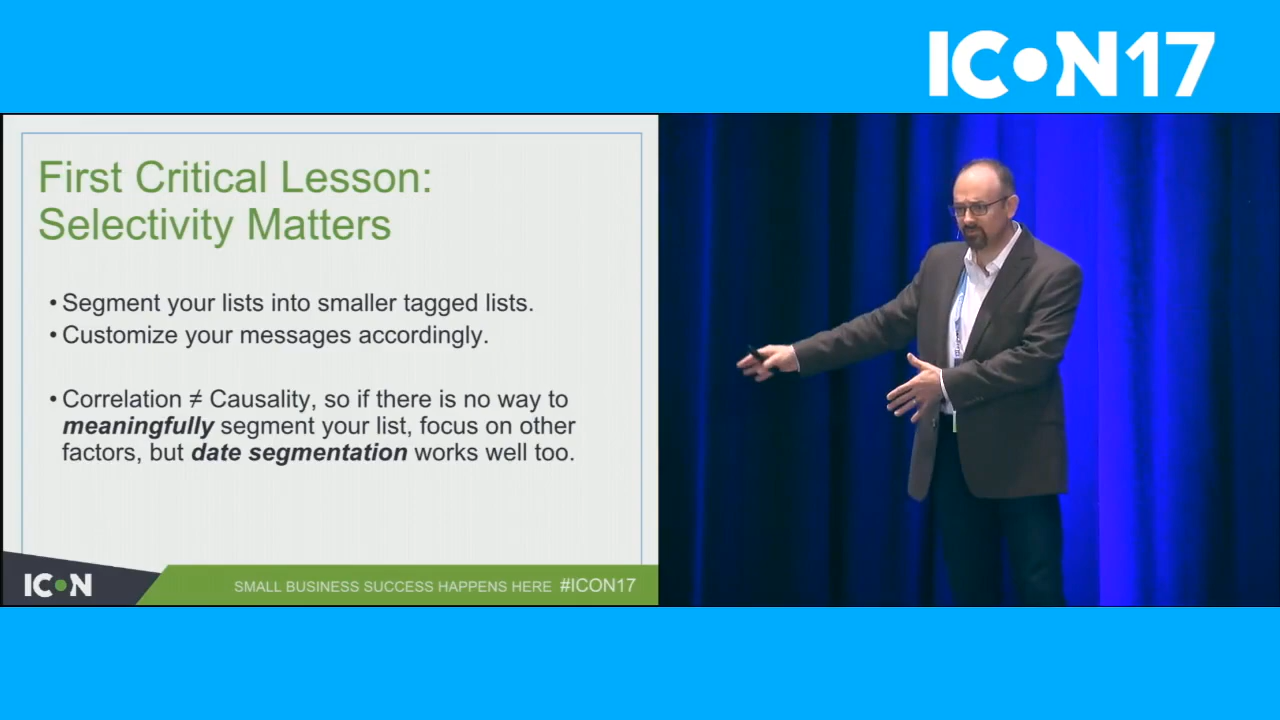 ICON17
First Critical Lesson:
Selectivity Matters
• Segment your lists into smaller tagged lists.
• Customize your messages accordingly.
• Correlation ≠ Causality, so if there is no way to
meaningfully segment your list, focus on other
factors, but date segmentation works well too.
ICON
SMALL BUSINESS SUCCESS HAPPENS HERE #ICON17